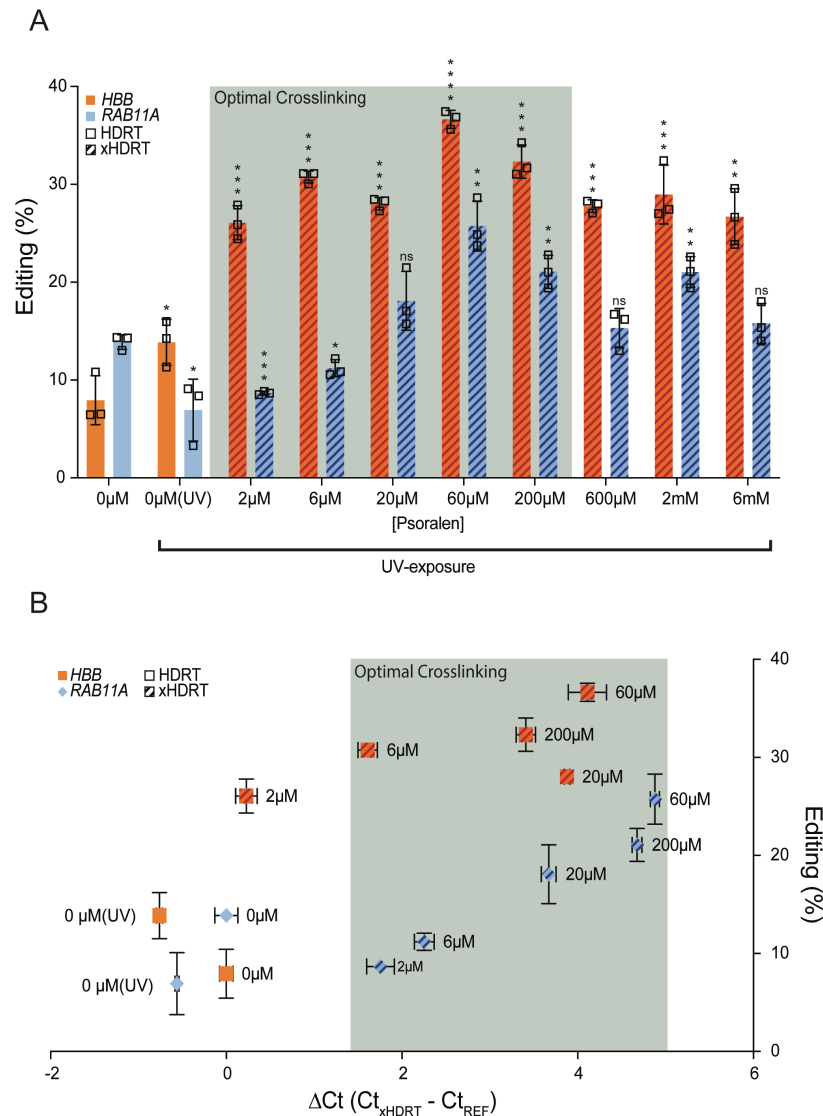 A
40
HBB
RAB11A
HDRT
xHDRT
Optimal Crosslinking
****
***
***
***
***
**
***
***
**
**
ns
**
ns
ns
*
*
***
*
30
20
10
0
Editing (%)
0µM 0µM(UV) 2µM 6µM 20µM 60µM 200µM 600µM 2mM 6mM
[Psoralen]
UV-exposure
B
HBB HDRT
RAB11A xHDRT
Optimal Crosslinking
40
60µM
200µM
6µM
30
20µM
2µM
60µM
200µM
20
20µM
0 µM(UV)
0µM
6µM
10
0µM
2µM
0 µM(UV)
0
Editing (%)
-2 0 2 4 6
ΔCt (CtxHDRT - CtREF)